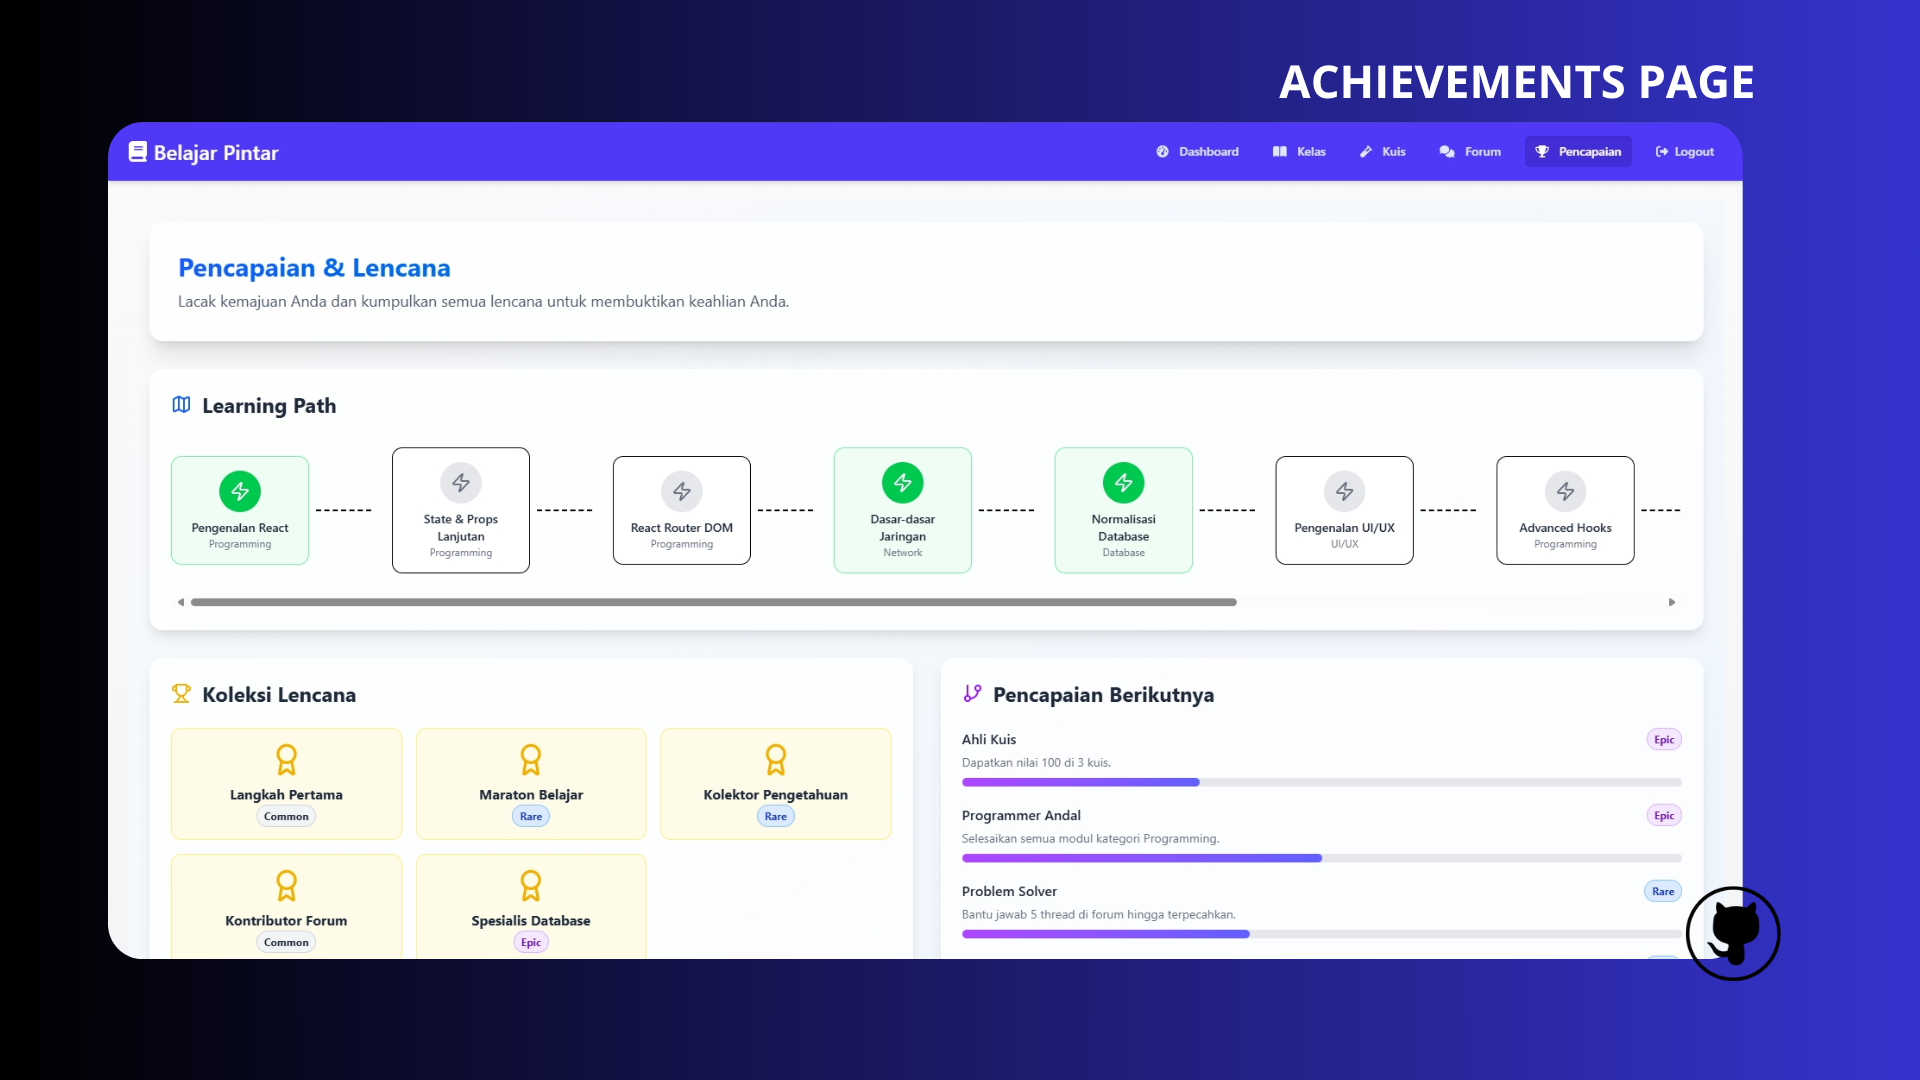 ACHIEVEMENTS PAGE
Belajar Pintar
Dashboard
Kelas
Kuis
Forum
Pencapaian
Logout
Pencapaian & Lencana
Lacak kemajuan Anda dan kumpulkan semua lencana untuk membuktikan keahlian Anda.
Learning Path
Pengenalan React
Programming
State & Props
Lanjutan
Programming
React Router DOM
Programming
Dasar-dasar
Jaringan
Network
Normalisasi
Database
Database
Pengenalan UI/UX
UI/UX
Advanced Hooks
Programming
Koleksi Lencana
Langkah Pertama
Common
Maraton Belajar
Rare
Kolektor Pengetahuan
Rare
Kontributor Forum
Common
Spesialis Database
Epic
Pencapaian Berikutnya
Ahli Kuis
Epic
Dapatkan nilai 100 di 3 kuis.
Programmer Andal
Epic
Selesaikan semua modul kategori Programming.
Problem Solver
Rare
Bantu jawab 5 thread di forum hingga terpecahkan.